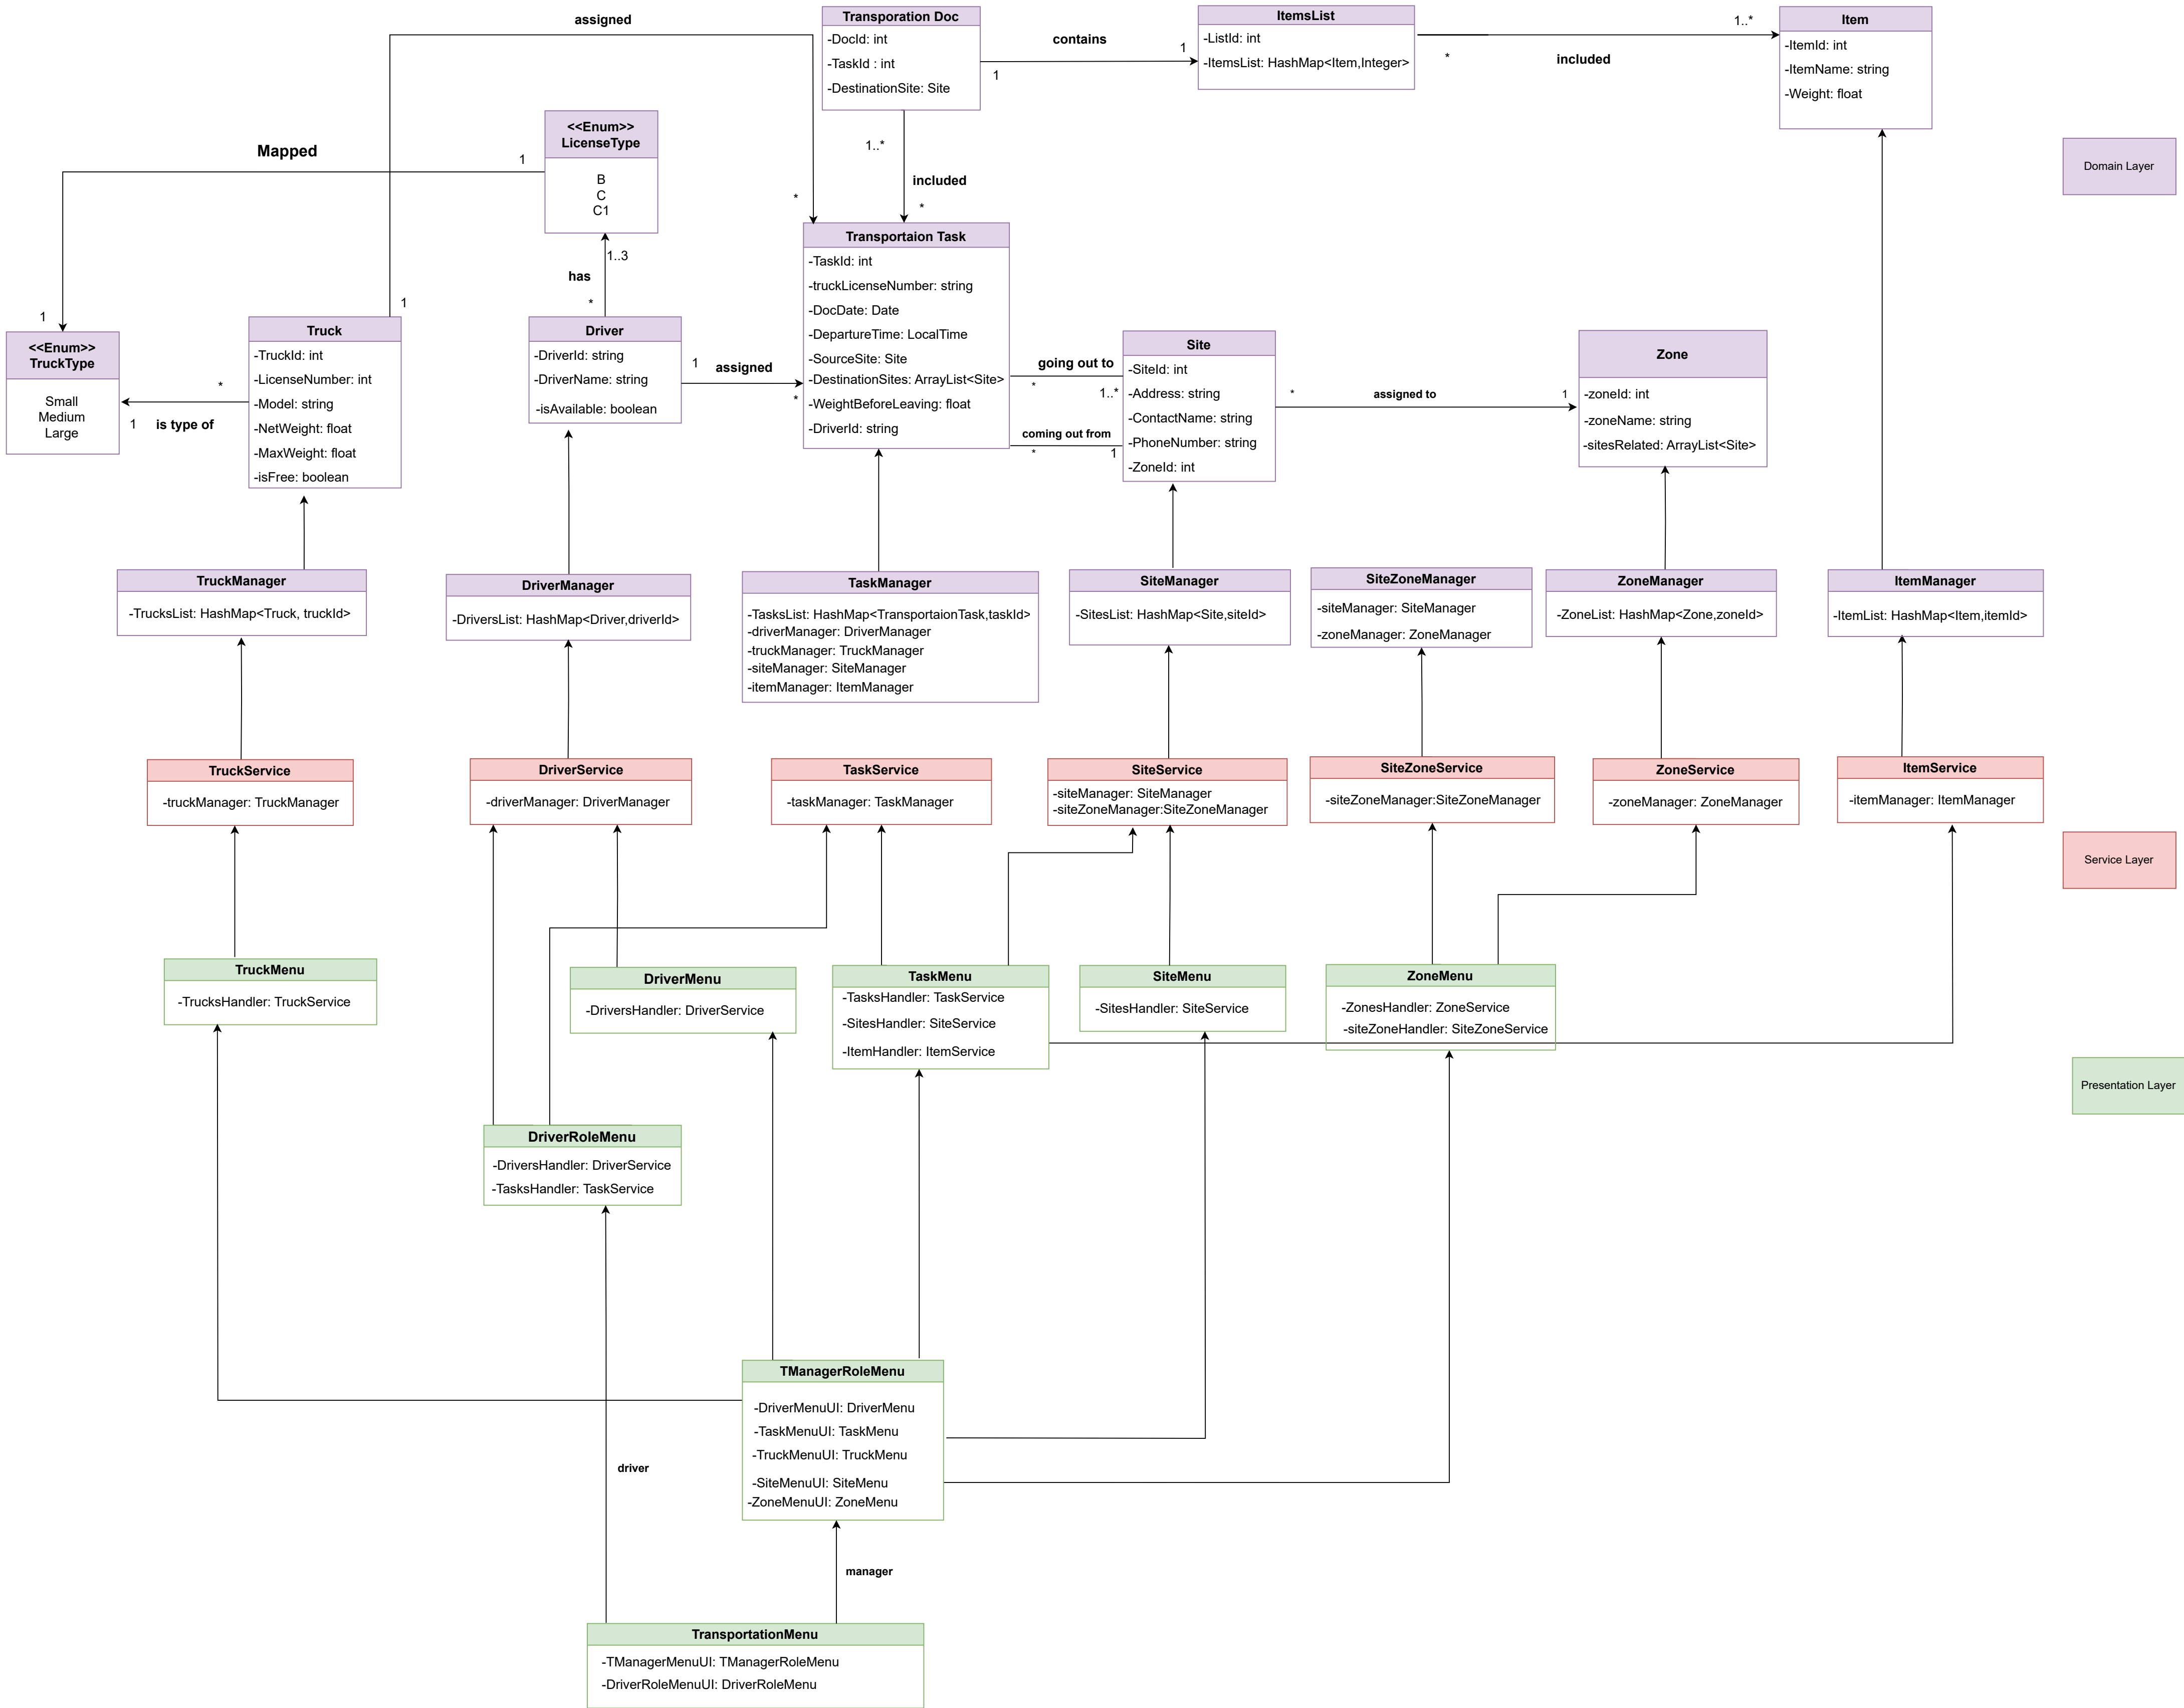 assigned
Transporation Doc
-DocId: int
-TaskId : int
-DestinationSite: Site
contains
1
1
ItemsList
-ListId: int
-ItemsList: HashMap<Item,Integer>
1..*
*
included
Item
-ItemId: int
-ItemName: string
-Weight: float
Domain Layer
<<Enum>>
LicenseType
B
C
C1
Mapped
1
1
1..*
included
*
*
1..3
has
*
1
<<Enum>>
TruckType
Small
Medium
Large
Truck
-TruckId: int
-LicenseNumber: int
-Model: string
-NetWeight: float
-MaxWeight: float
-isFree: boolean
*
1
is type of
Driver
-DriverId: string
-DriverName: string
-isAvailable: boolean
1
assigned
*
Transportaion Task
-TaskId: int
-truckLicenseNumber: string
-DocDate: Date
-DepartureTime: LocalTime
-SourceSite: Site
-DestinationSites: ArrayList<Site>
-WeightBeforeLeaving: float
-DriverId: string
going out to
*
1..*
coming out from
*
1
Site
-SiteId: int
-Address: string
-ContactName: string
-PhoneNumber: string
-ZoneId: int
*
assigned to
1
Zone
-zoneId: int
-zoneName: string
-sitesRelated: ArrayList<Site>
TruckManager
-TrucksList: HashMap<Truck, truckId>
DriverManager
-DriversList: HashMap<Driver,driverId>
TaskManager
-TasksList: HashMap<TransportaionTask,taskId>
-driverManager: DriverManager
-truckManager: TruckManager
-siteManager: SiteManager
-itemManager: ItemManager
SiteManager
-SitesList: HashMap<Site,siteId>
SiteZoneManager
-siteManager: SiteManager
-zoneManager: ZoneManager
ZoneManager
-ZoneList: HashMap<Zone,zoneId>
ItemManager
-ItemList: HashMap<Item,itemId>
TruckService
-truckManager: TruckManager
DriverService
-driverManager: DriverManager
TaskService
-taskManager: TaskManager
SiteService
-siteManager: SiteManager
-siteZoneManager:SiteZoneManager
SiteZoneService
-siteZoneManager:SiteZoneManager
ZoneService
-zoneManager: ZoneManager
ItemService
-itemManager: ItemManager
Service Layer
TruckMenu
-TrucksHandler: TruckService
DriverMenu
-DriversHandler: DriverService
TaskMenu
-TasksHandler: TaskService
-SitesHandler: SiteService
-ItemHandler: ItemService
SiteMenu
-SitesHandler: SiteService
ZoneMenu
-ZonesHandler: ZoneService
-siteZoneHandler: SiteZoneService
Presentation Layer
DriverRoleMenu
-DriversHandler: DriverService
-TasksHandler: TaskService
TManagerRoleMenu
-DriverMenuUI: DriverMenu
-TaskMenuUI: TaskMenu
-TruckMenuUI: TruckMenu
-SiteMenuUI: SiteMenu
-ZoneMenuUI: ZoneMenu
driver
manager
TransportationMenu
-TManagerMenuUI: TManagerRoleMenu
-DriverRoleMenuUI: DriverRoleMenu